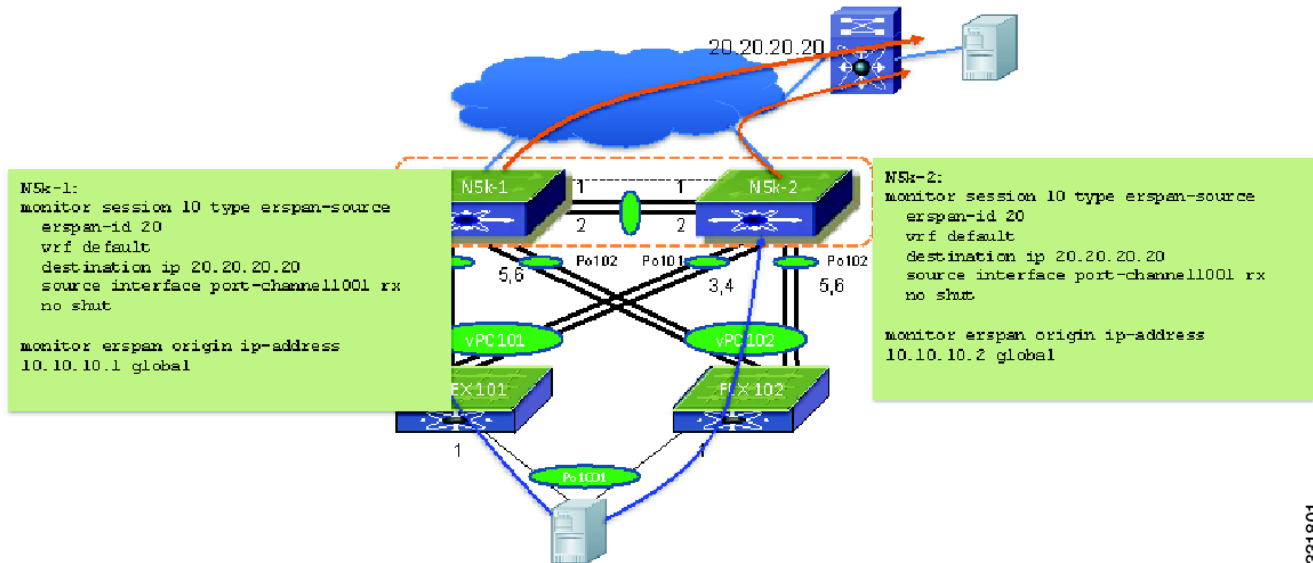 20.20.20.20
N5k-1:
monitor session 10 type erspan-source
erspan-id 20
vrf default
destination ip 20.20.20.20
source interface port-channel1001 rx
no shut
monitor erspan origin ip-address
10.10.10.1 global
N5k-1
1
1
N5k-2
2
2
N5k-2:
monitor session 10 type erspan-source
erspan-id 20
vrf default
destination ip 20.20.20.20
source interface port-channel1001 rx
no shut
monitor erspan origin ip-address
10.10.10.2 global
5,6
Po102
Po101
3,4
Po102
5,6
vPC101
vPC102
EX101
FEX102
1
1
Po1001
331801